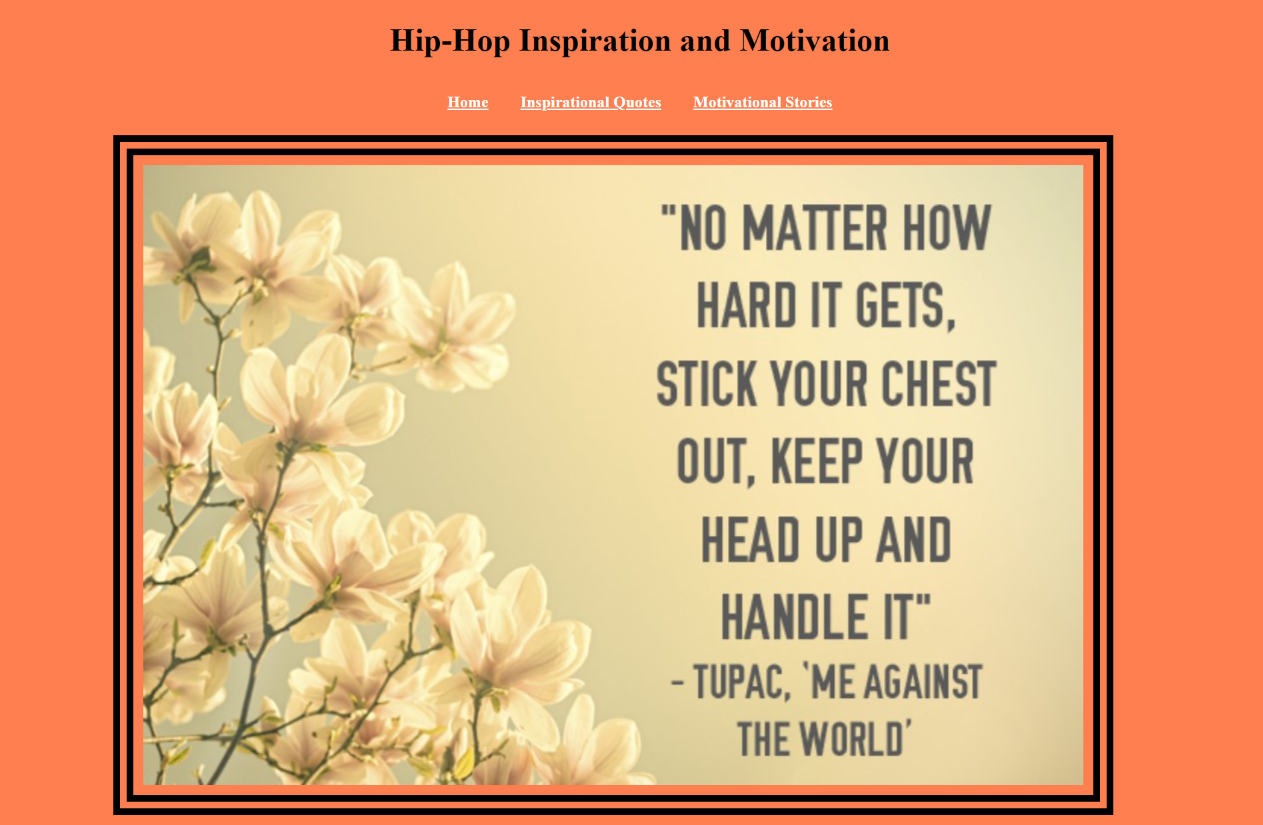 Hip-Hop Inspiration and Motivation
Home Inspirational Quotes Motivational Stories
"NO MATTER HOW
HARD IT GETS,
STICK YOUR CHEST
OUT, KEEP YOUR
HEAD UP AND
HANDLE IT"
- TUPAC, 'ME AGAINST
THE WORLD'